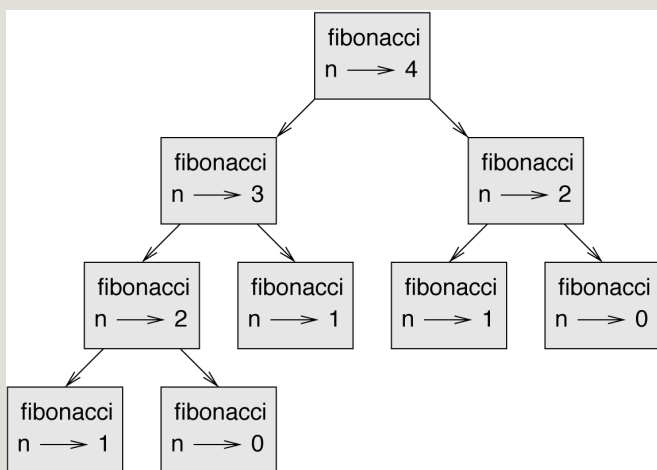 fibonacci
n → 4
fibonacci
n → 3
fibonacci
n → 2
fibonacci
n → 2
fibonacci
n → 1
fibonacci
n → 1
fibonacci
n → 0
fibonacci
n → 1
fibonacci
n → 0